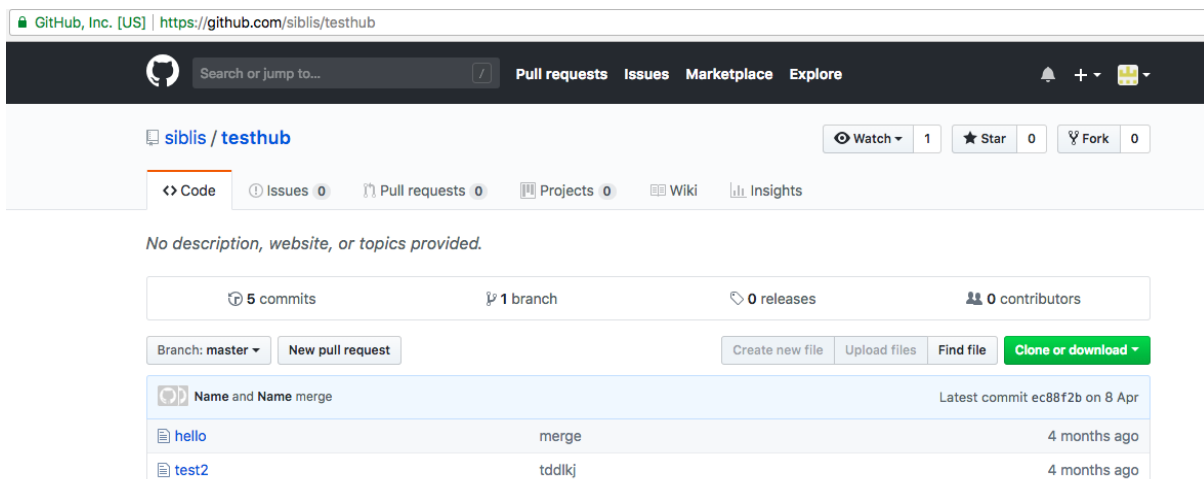 GitHub, Inc. [US] | https://github.com/siblis/testhub
Search or jump to... / Pull requests Issues Marketplace Explore
siblis / testhub Watch 1 Star 0 Fork 0
Code Issues 0 Pull requests 0 Projects 0 Wiki Insights
No description, website, or topics provided.
5 commits 1 branch 0 releases 0 contributors
Branch: master New pull request Create new file Upload files Find file Clone or download
Name and Name merge Latest commit ec88f2b on 8 Apr
hello merge 4 months ago
test2 tddlkj 4 months ago